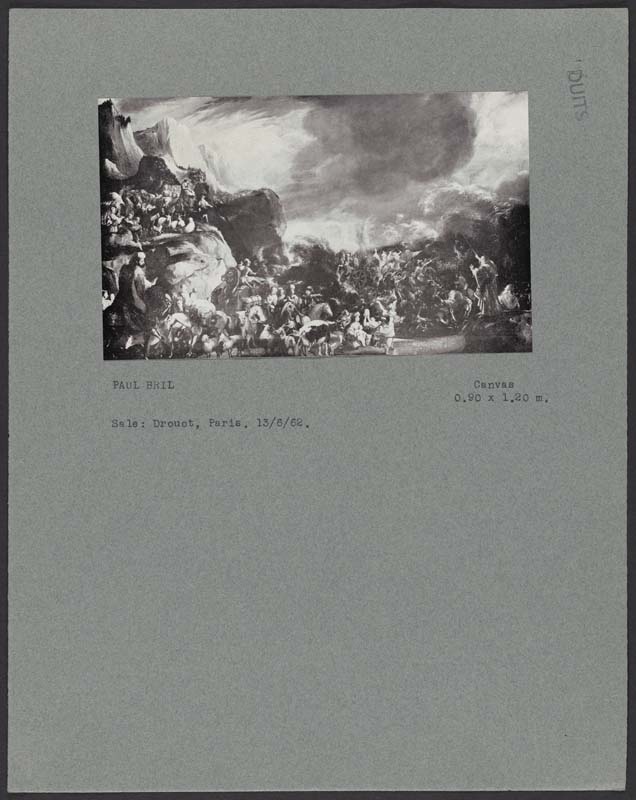 DUITS
PAUL BRIL
Canvas
0.90 x 1.20 m.
Sale: Drouot, Paris. 13/6/62.